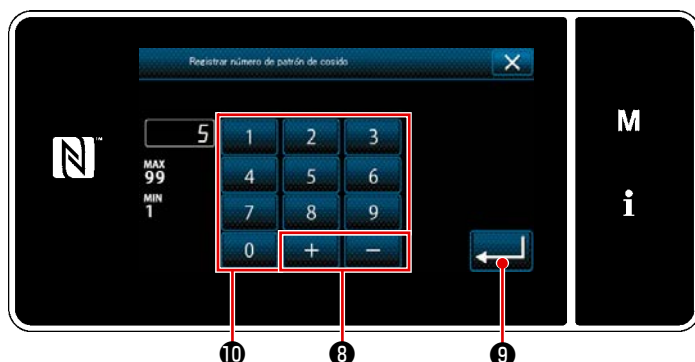 Registrar número de patrón de cosido
5
1 2 3
MAX
99
4 5 6
MIN
1
7 8 9
0 + −
M
i
❿ ❽ ❾